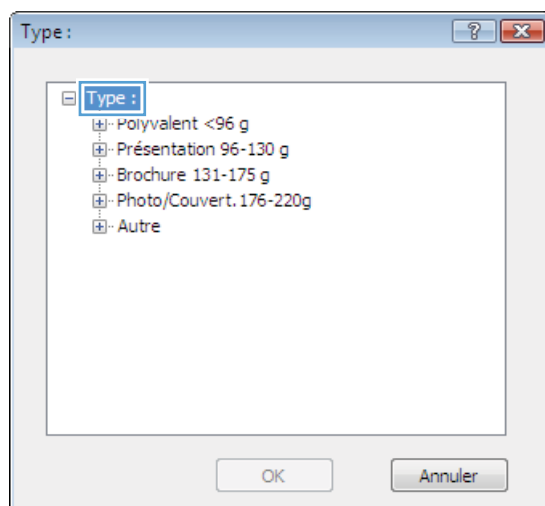 Type :
Type :
Polyvalent <96 g
Présentation 96-130 g
Brochure 131-175 g
Photo/Couvert. 176-220g
Autre
OK
Annuler